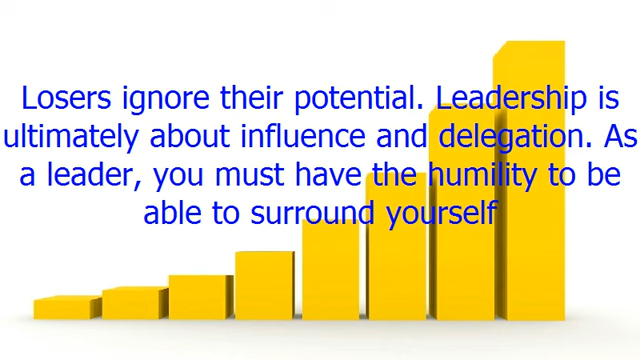 Losers ignore their potential. Leadership is
ultimately about influence and delegation. As
a leader, you must have the humility to be
able to surround yourself